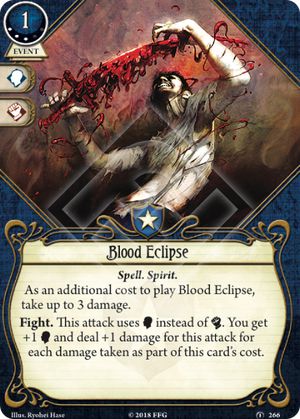 1
EVENT
Blood Eclipse
Spell. Spirit.
As an additional cost to play Blood Eclipse,
take up to 3 damage.
Fight. This attack uses instead of . You get
+1 and deal +1 damage for this attack for
each damage taken as part of this card's cost.
Illus. Ryohei Hase
© 2018 FFG
266